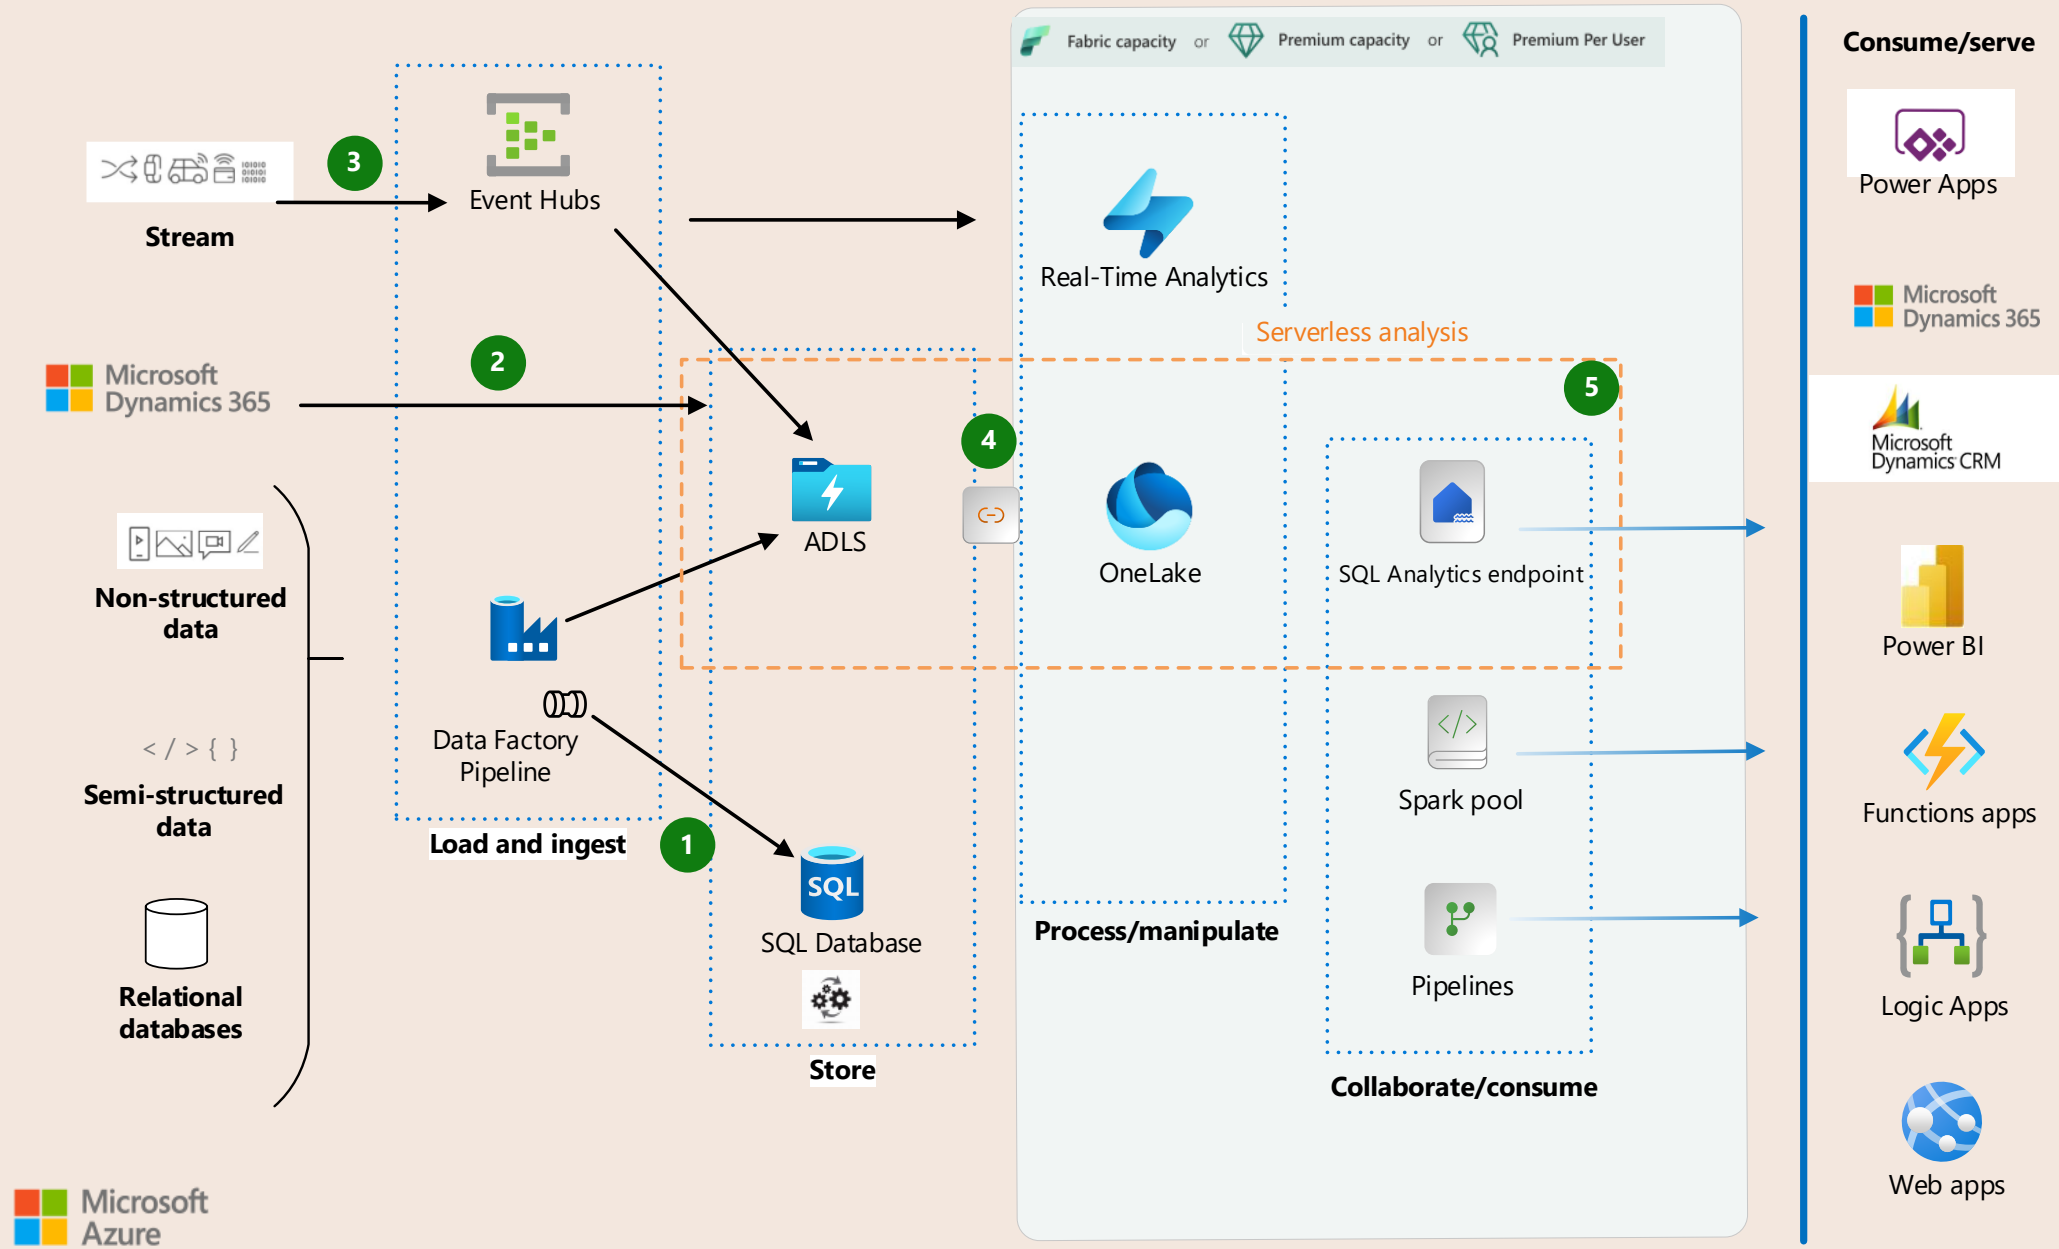 Fabric capacity or Premium capacity or Premium Per User
Consume/serve
3
Stream
Event Hubs
Real-Time Analytics
Power Apps
Serverless analysis
Microsoft
Dynamics 365
2
Microsoft
Dynamics 365
4
5
Microsoft
Dynamics CRM
ADLS
OneLake
SQL Analytics endpoint
Non-structured
data
Power BI
Data Factory
Pipeline
</>{ }
Semi-structured
data
</>
Spark pool
Functions apps
Load and ingest
1
SQL
SQL Database
Process/manipulate
Relational
databases
Pipelines
Logic Apps
Store
Collaborate/consume
Web apps
Microsoft
Azure